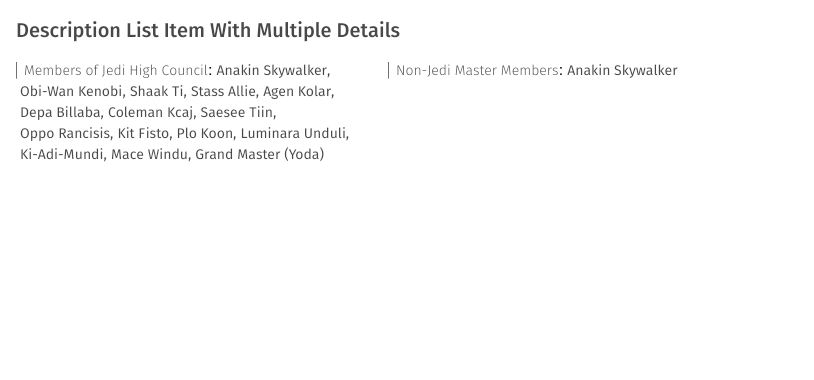 Description List Item With Multiple Details
Members of Jedi High Council: Anakin Skywalker,
Obi-Wan Kenobi, Shaak Ti, Stass Allie, Agen Kolar,
Depa Billaba, Coleman Kcaj, Saesee Tiin,
Oppo Rancisis, Kit Fisto, Plo Koon, Luminara Unduli,
Ki-Adi-Mundi, Mace Windu, Grand Master (Yoda)
Non-Jedi Master Members: Anakin Skywalker